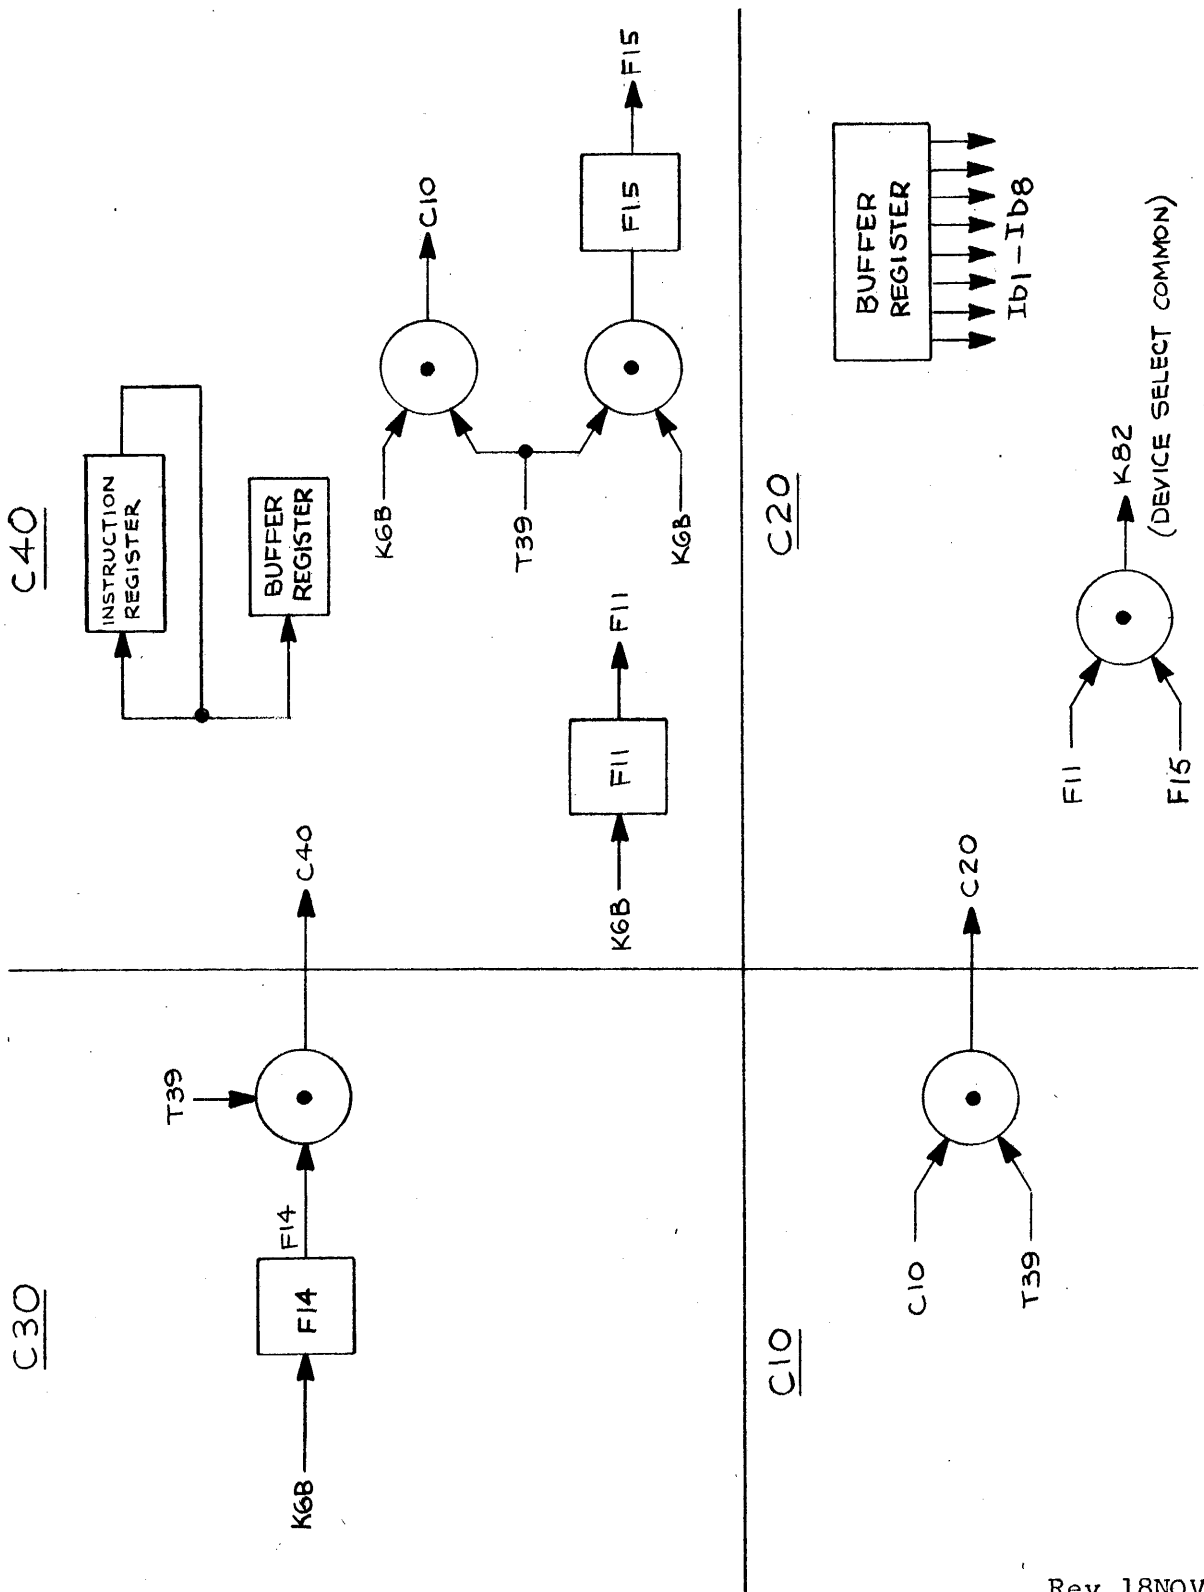 C30
K6B
F14
F14
T39
C40
C40
INSTRUCTION
REGISTER
BUFFER
REGISTER
K6B
T39
K6B
C10
F15
F15
K6B
F11
F11
C10
C10
T39
C20
C20
BUFFER
REGISTER
Ib1-Ib8
F11
F15
K82
(DEVICE SELECT COMMON)
Rev 18NOV